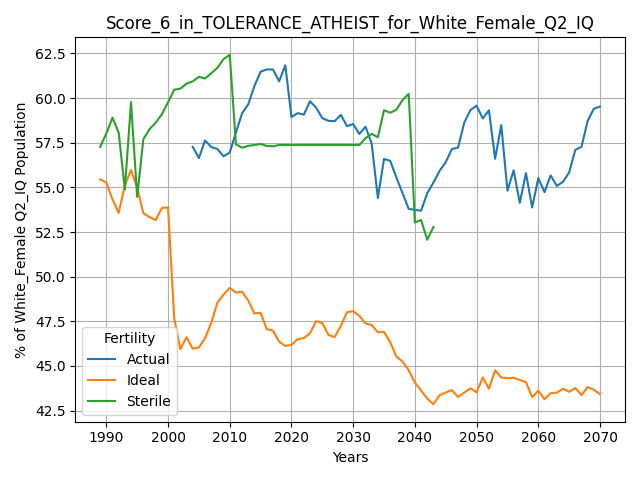 Score_6_in_TOLERANCE_ATHEIST_for_White_Female_Q2_IQ
% of White_Female Q2_IQ Population
62.5
60.0
57.5
55.0
52.5
50.0
47.5
45.0
42.5
Fertility
Actual
Ideal
Sterile
1990 2000 2010 2020 2030 2040 2050 2060 2070
Years